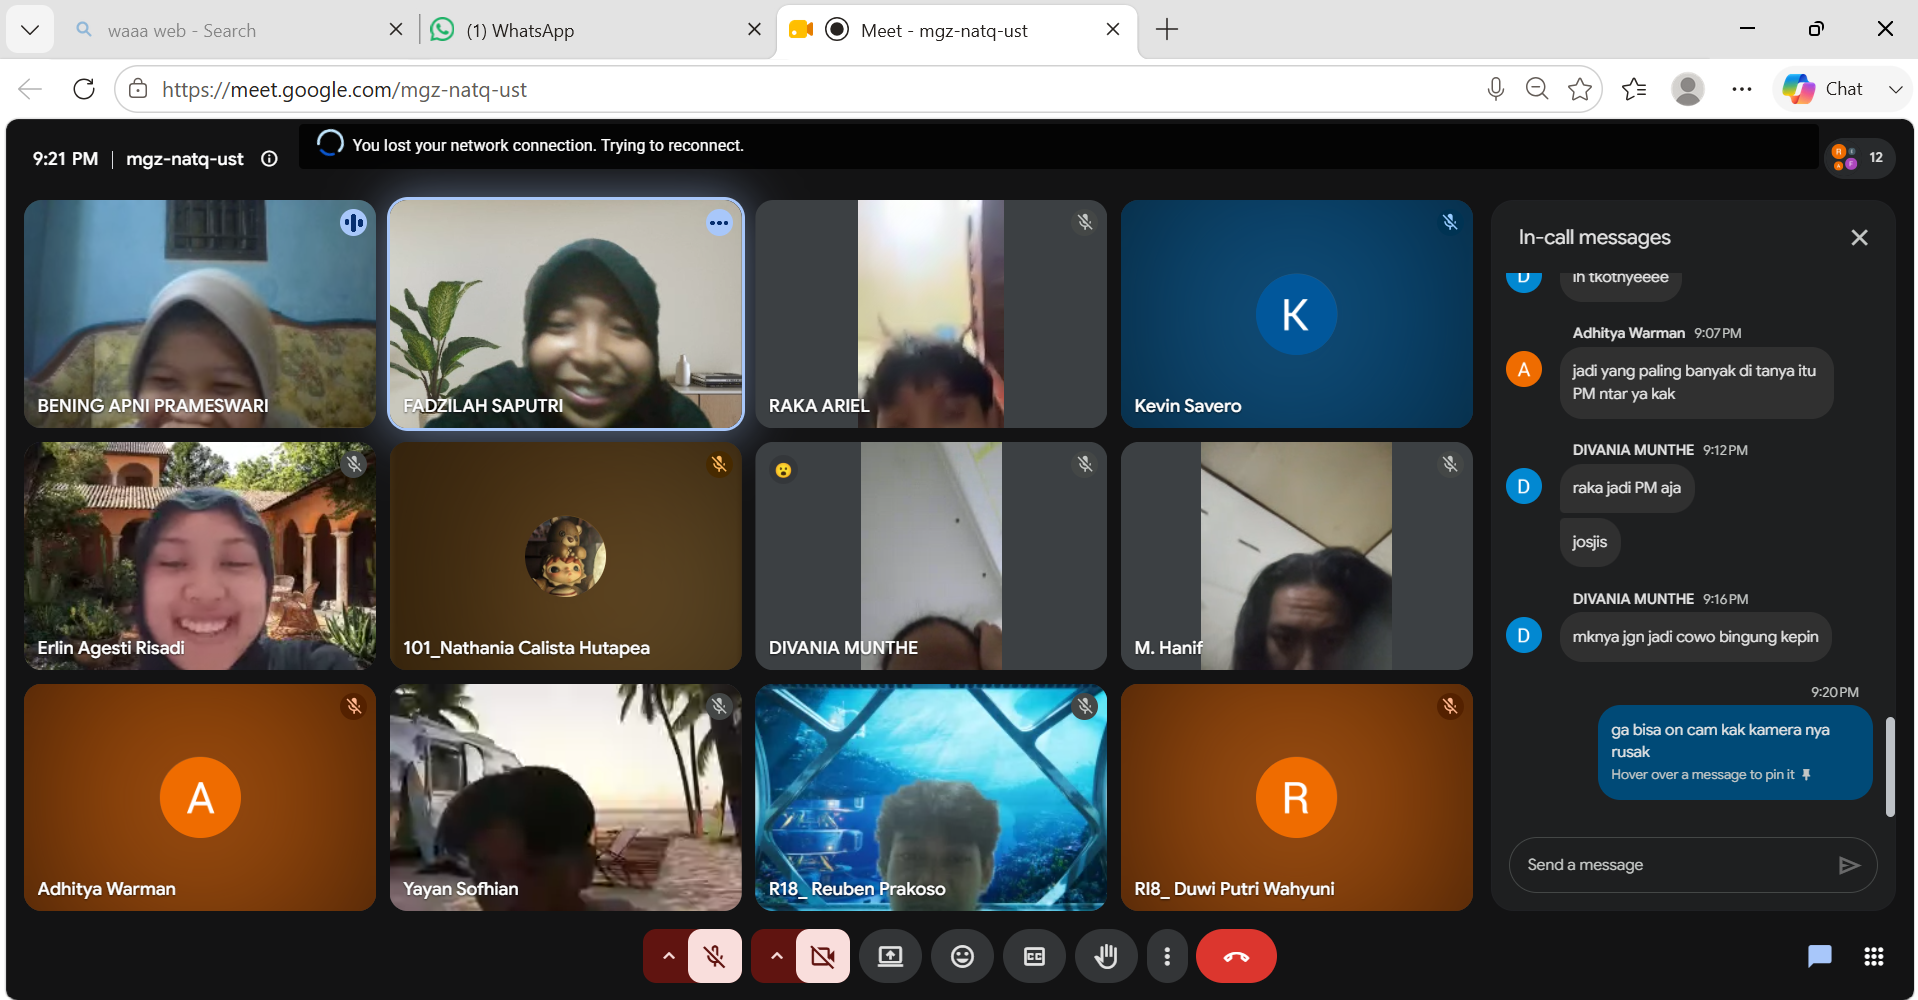 waaa web - Search
(1) WhatsApp
Meet - mgz-natq-ust
https://meet.google.com/mgz-natq-ust
Chat
9:21 PM | mgz-natq-ust
You lost your network connection. Trying to reconnect.
12
BENING APNI PRAMESWARI
FADZILAH SAPUTRI
RAKA ARIEL
K
Kevin Savero
Erlin Agesti Risadi
101_Nathania Calista Hutapea
DIVANIA MUNTHE
M. Hanif
A
Adhitya Warman
Yayan Sofhian
R18_ Reuben Prakoso
R
RI8_ Duwi Putri Wahyuni
In-call messages
D
ih tkotnyeeee
Adhitya Warman 9:07 PM
A
jadi yang paling banyak di tanya itu
PM ntar ya kak
DIVANIA MUNTHE 9:12 PM
D
raka jadi PM aja
josjis
DIVANIA MUNTHE 9:16 PM
D
mknya jgn jadi cowo bingung kepin
9:20 PM
ga bisa on cam kak kamera nya
rusak
Hover over a message to pin it
Send a message
CC